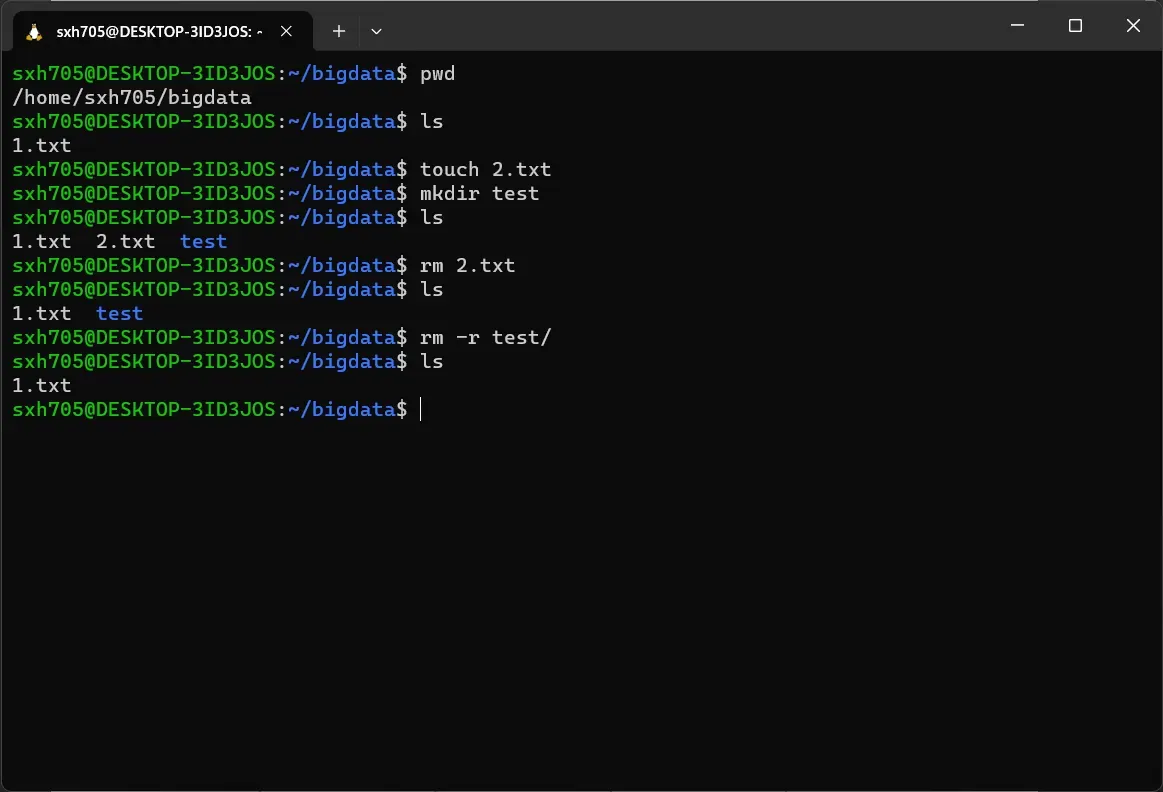 sxh705@DESKTOP-3ID3JOS: ~
sxh705@DESKTOP-3ID3JOS:~/bigdata$ pwd
/home/sxh705/bigdata
sxh705@DESKTOP-3ID3JOS:~/bigdata$ ls
1.txt
sxh705@DESKTOP-3ID3JOS:~/bigdata$ touch 2.txt
sxh705@DESKTOP-3ID3JOS:~/bigdata$ mkdir test
sxh705@DESKTOP-3ID3JOS:~/bigdata$ ls
1.txt  2.txt  test
sxh705@DESKTOP-3ID3JOS:~/bigdata$ rm 2.txt
sxh705@DESKTOP-3ID3JOS:~/bigdata$ ls
1.txt  test
sxh705@DESKTOP-3ID3JOS:~/bigdata$ rm -r test/
sxh705@DESKTOP-3ID3JOS:~/bigdata$ ls
1.txt
sxh705@DESKTOP-3ID3JOS:~/bigdata$